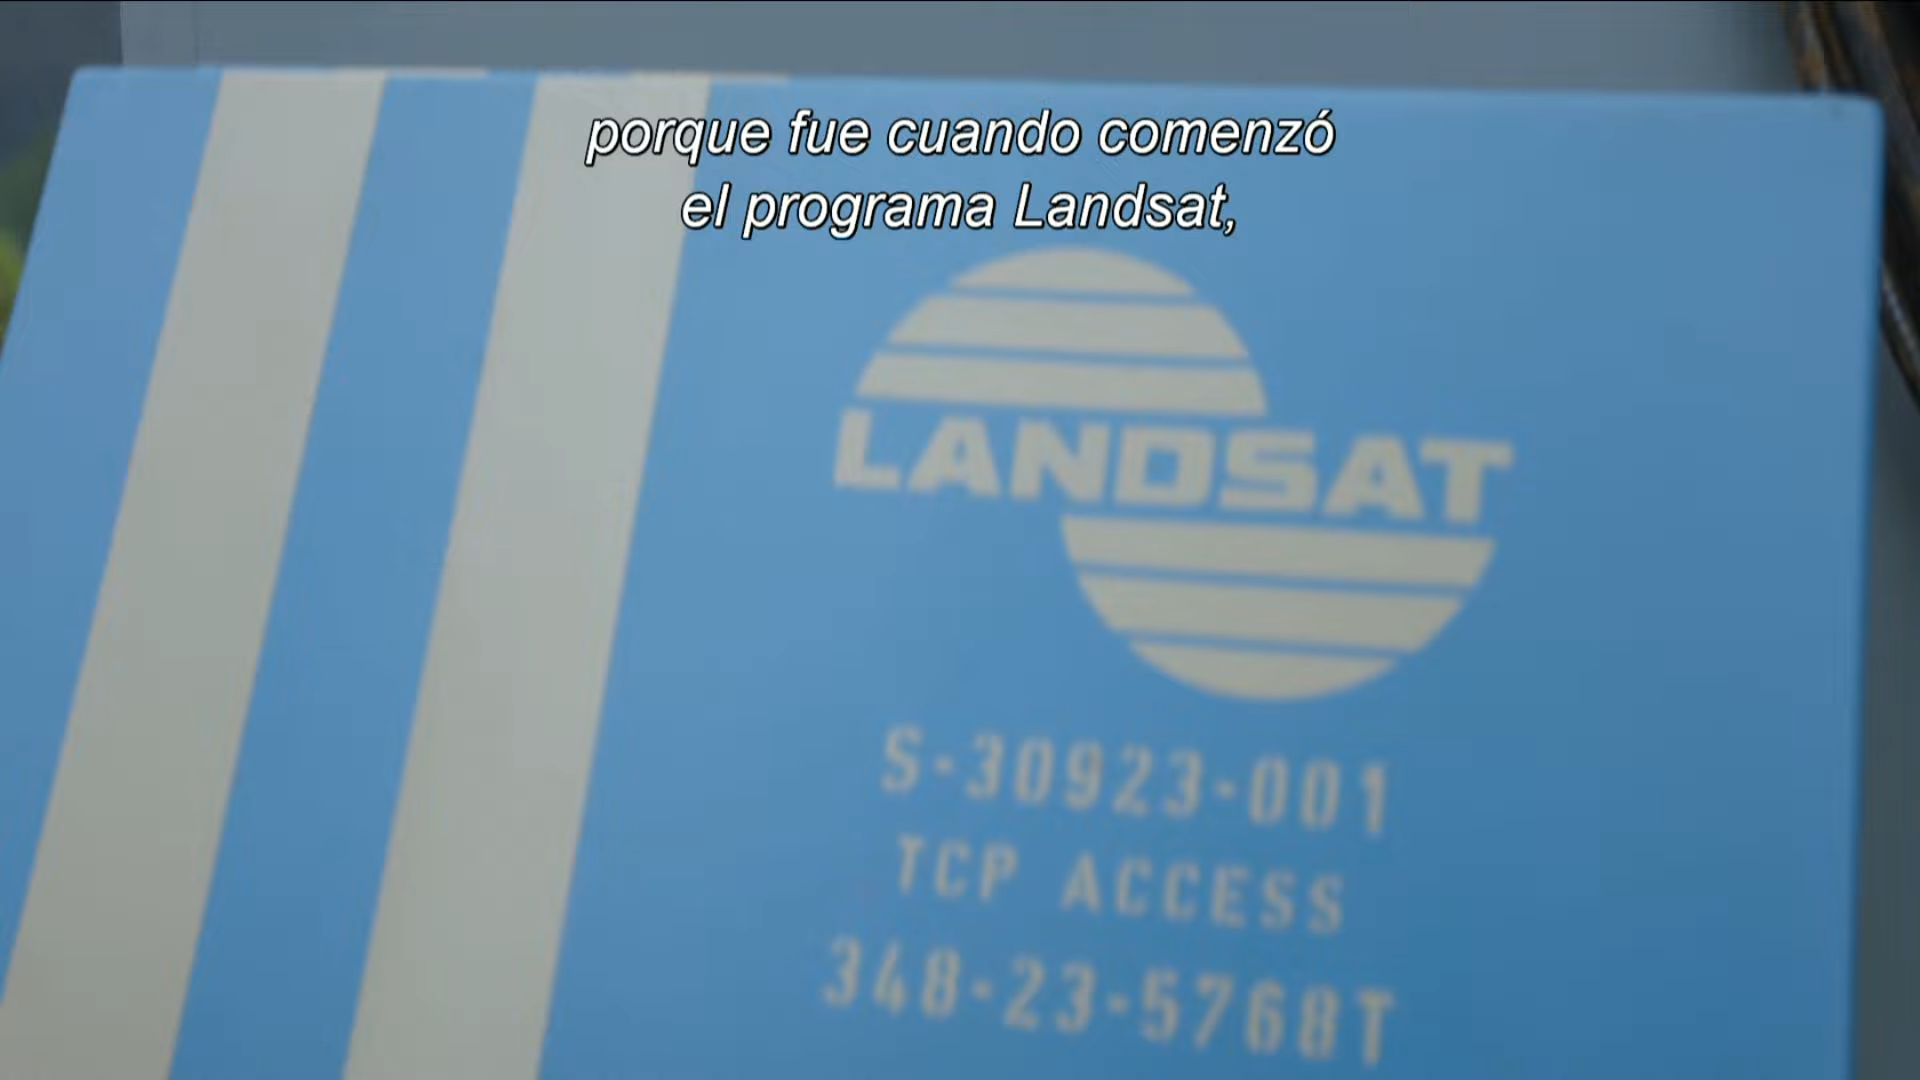 porque fue cuando comenzó
el programa Landsat,
LANDSAT
S·30923·001
TCP ACCESS
348·23·5768T